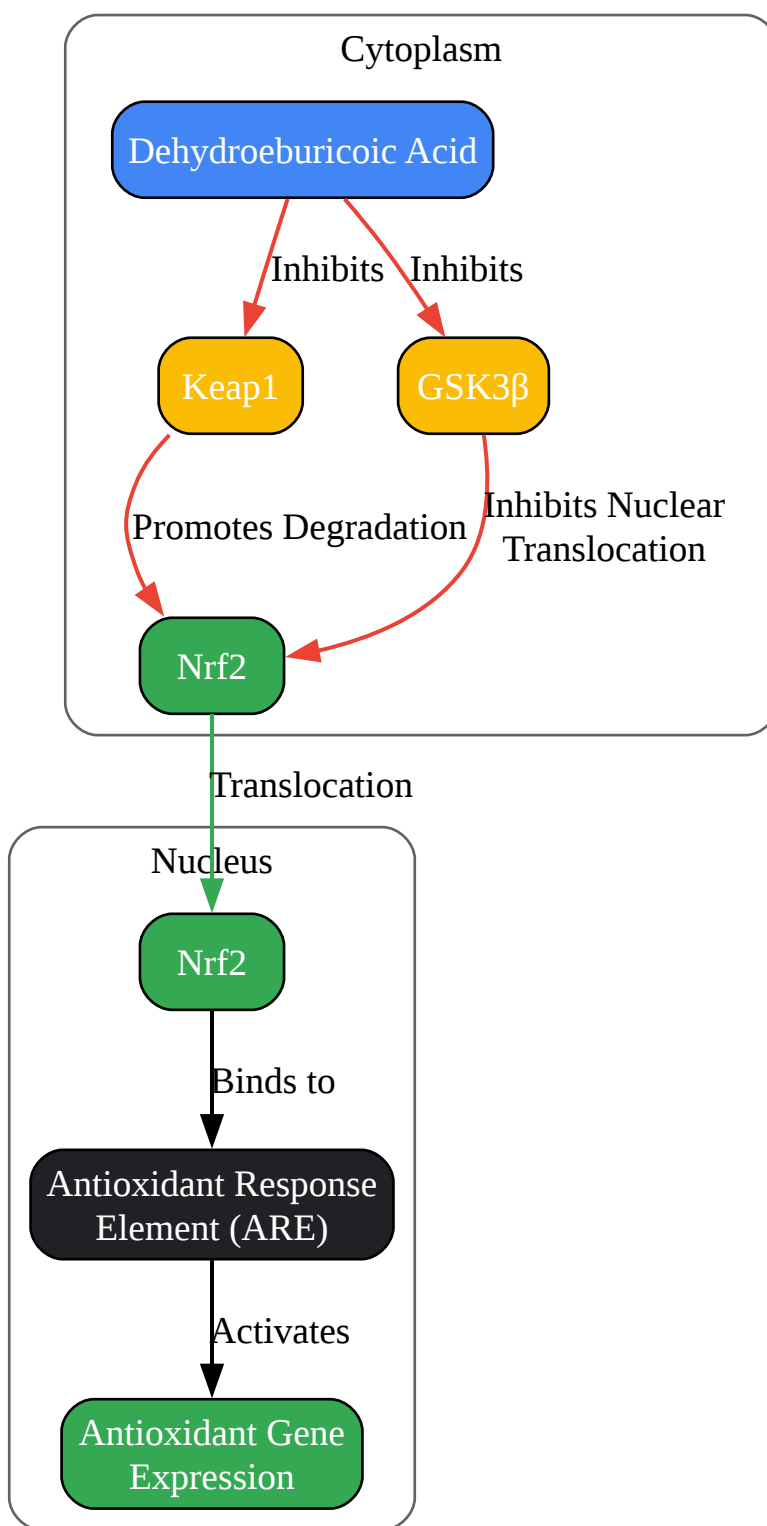 Cytoplasm
Dehydroeburicoic Acid
Inhibits
Inhibits
Keap1
GSK3β
Promotes Degradation
Inhibits Nuclear
Translocation
Nrf2
Translocation
Nucleus
Nrf2
Binds to
Antioxidant Response
Element (ARE)
Activates
Antioxidant Gene
Expression